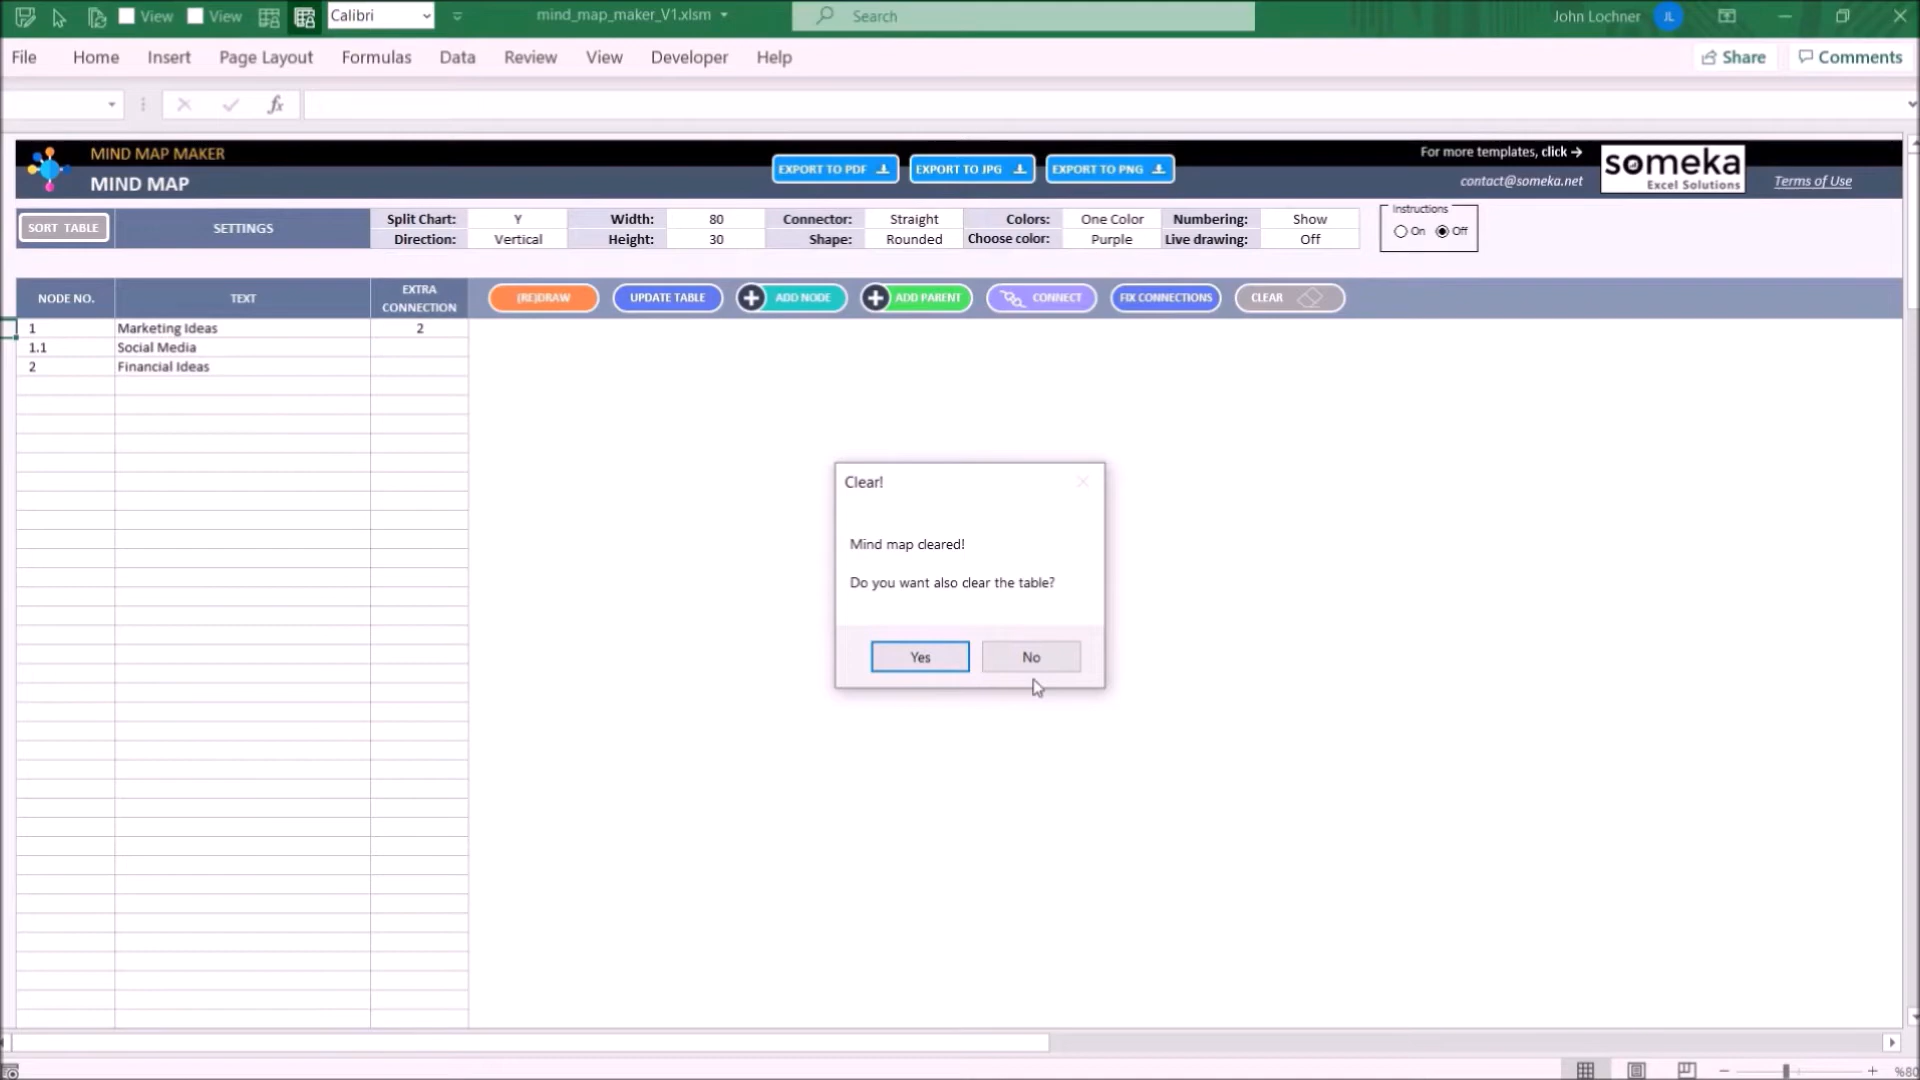 View View Calibri mind_map_maker_V1.xlsm Search John Lochner JL
File Home Insert Page Layout Formulas Data Review View Developer Help Share Comments
fx
MIND MAP MAKER
MIND MAP
EXPORT TO PDF EXPORT TO JPG EXPORT TO PNG
For more templates, click →
contact@someka.net
someka
Excel Solutions
Terms of Use
SORT TABLE SETTINGS
Split Chart: Y Width: 80 Connector: Straight Colors: One Color Numbering: Show
Direction: Vertical Height: 30 Shape: Rounded Choose color: Purple Live drawing: Off
Instructions
On Off
NODE NO. TEXT EXTRA CONNECTION
(RE)DRAW UPDATE TABLE ADD NODE ADD PARENT CONNECT FIX CONNECTIONS CLEAR
1 Marketing Ideas 2
1.1 Social Media
2 Financial Ideas
Clear!
Mind map cleared!
Do you want also clear the table?
Yes No
%80